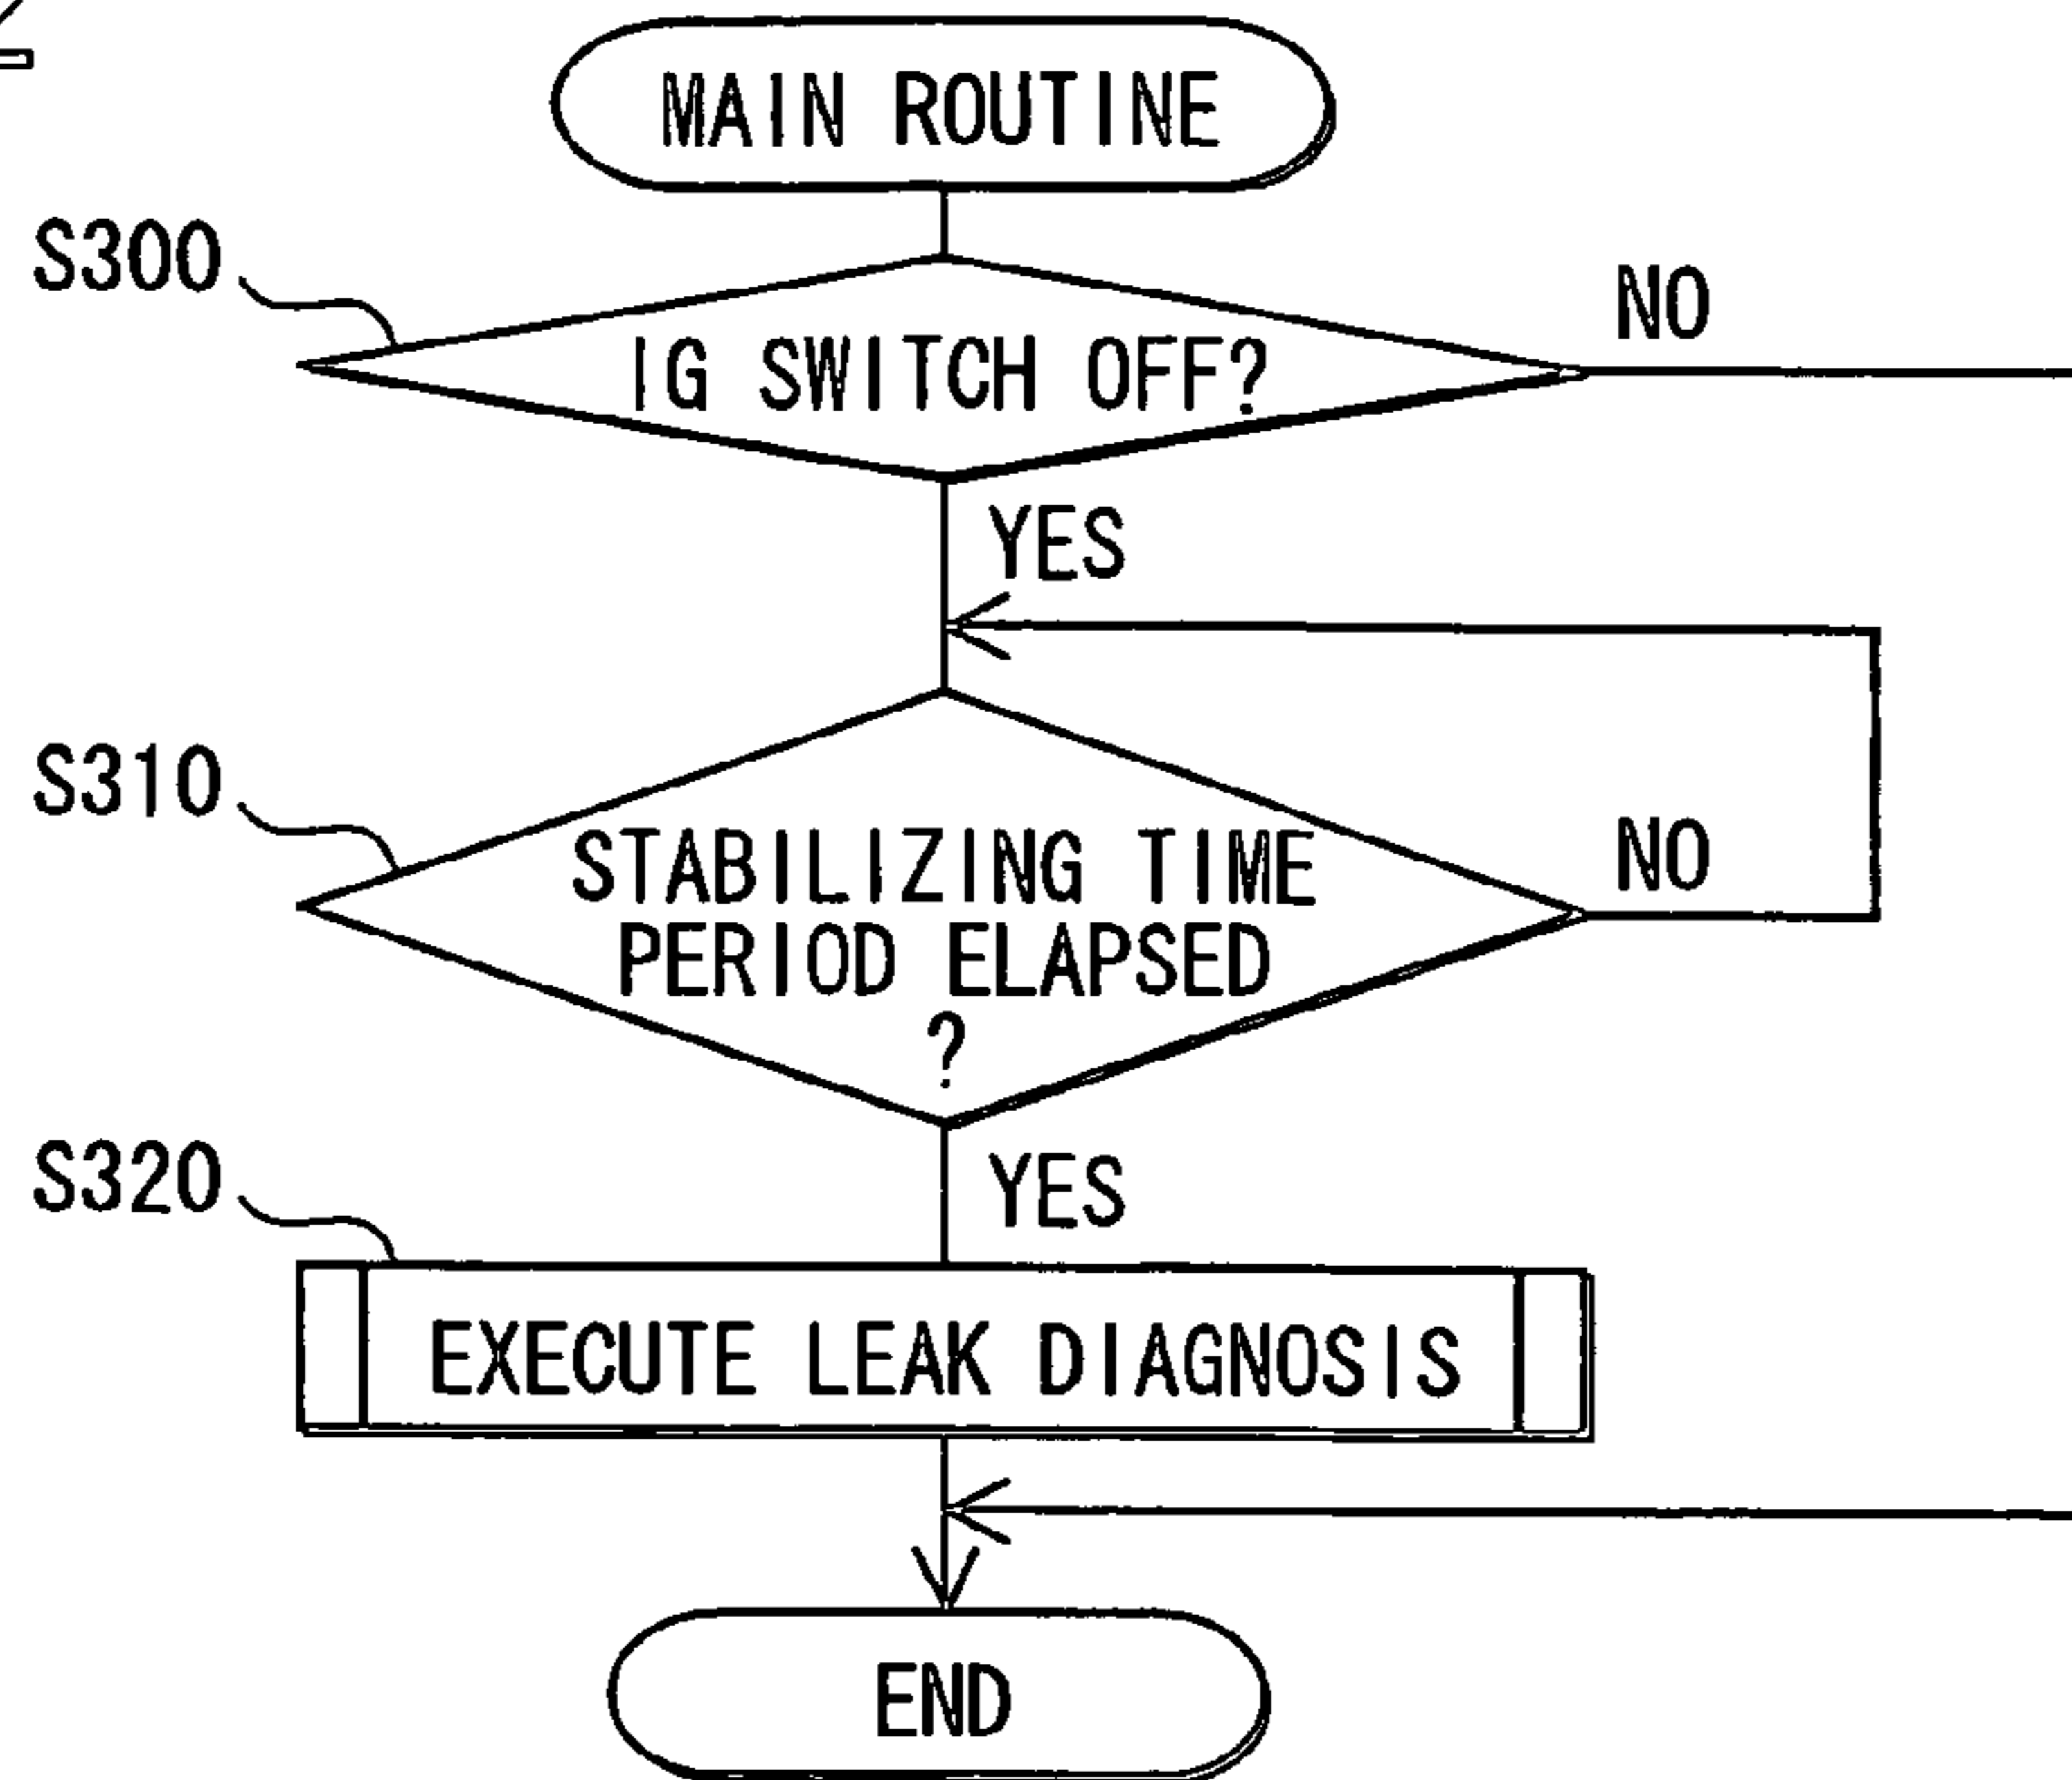 MAIN ROUTINE
S300
IG SWITCH OFF?
NO
YES
S310
STABILIZING TIME
PERIOD ELAPSED
?
NO
YES
S320
EXECUTE LEAK DIAGNOSIS
END